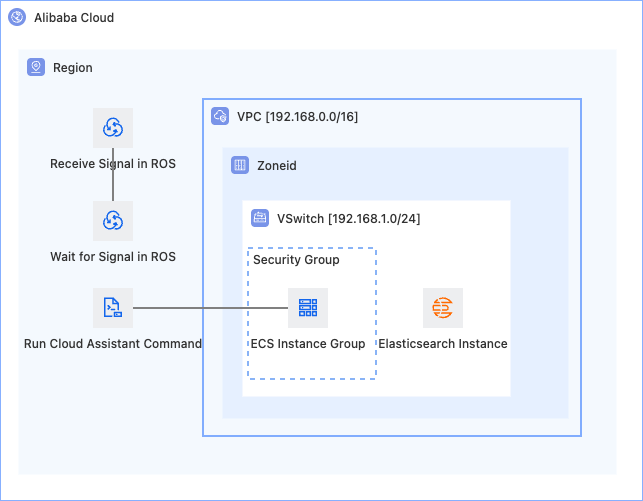 Alibaba Cloud
Region
VPC [192.168.0.0/16]
Receive Signal in ROS
Zoneid
VSwitch [192.168.1.0/24]
Wait for Signal in ROS
Security Group
Run Cloud Assistant Command
ECS Instance Group
Elasticsearch Instance